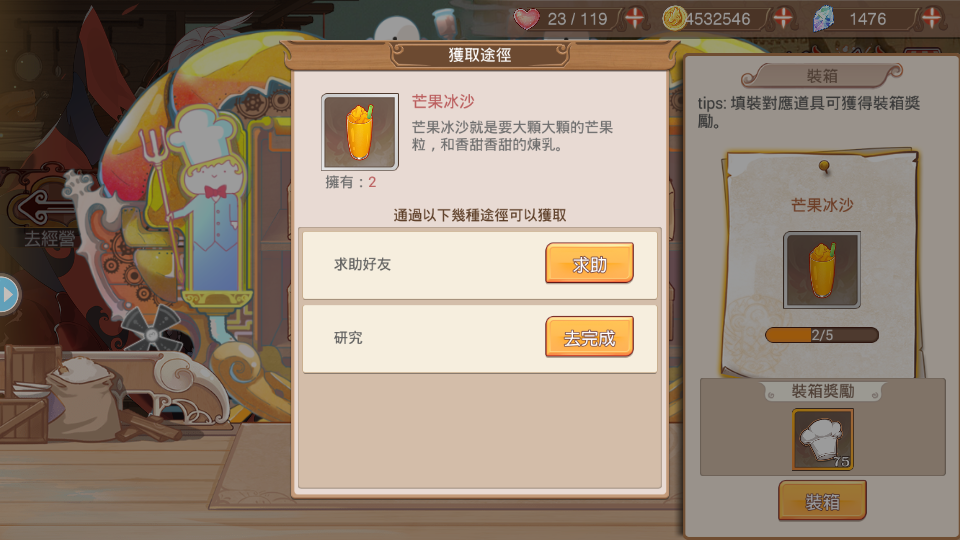 23 / 119
4532546
1476
獲取途徑
芒果冰沙
芒果冰沙就是要大顆大顆的芒果
粒，和香甜香甜的煉乳。
擁有：2
通過以下幾種途徑可以獲取
求助好友
求助
研究
去完成
去經營
裝箱
tips: 填裝對應道具可獲得裝箱獎
勵。
芒果冰沙
2/5
裝箱獎勵
75
裝箱